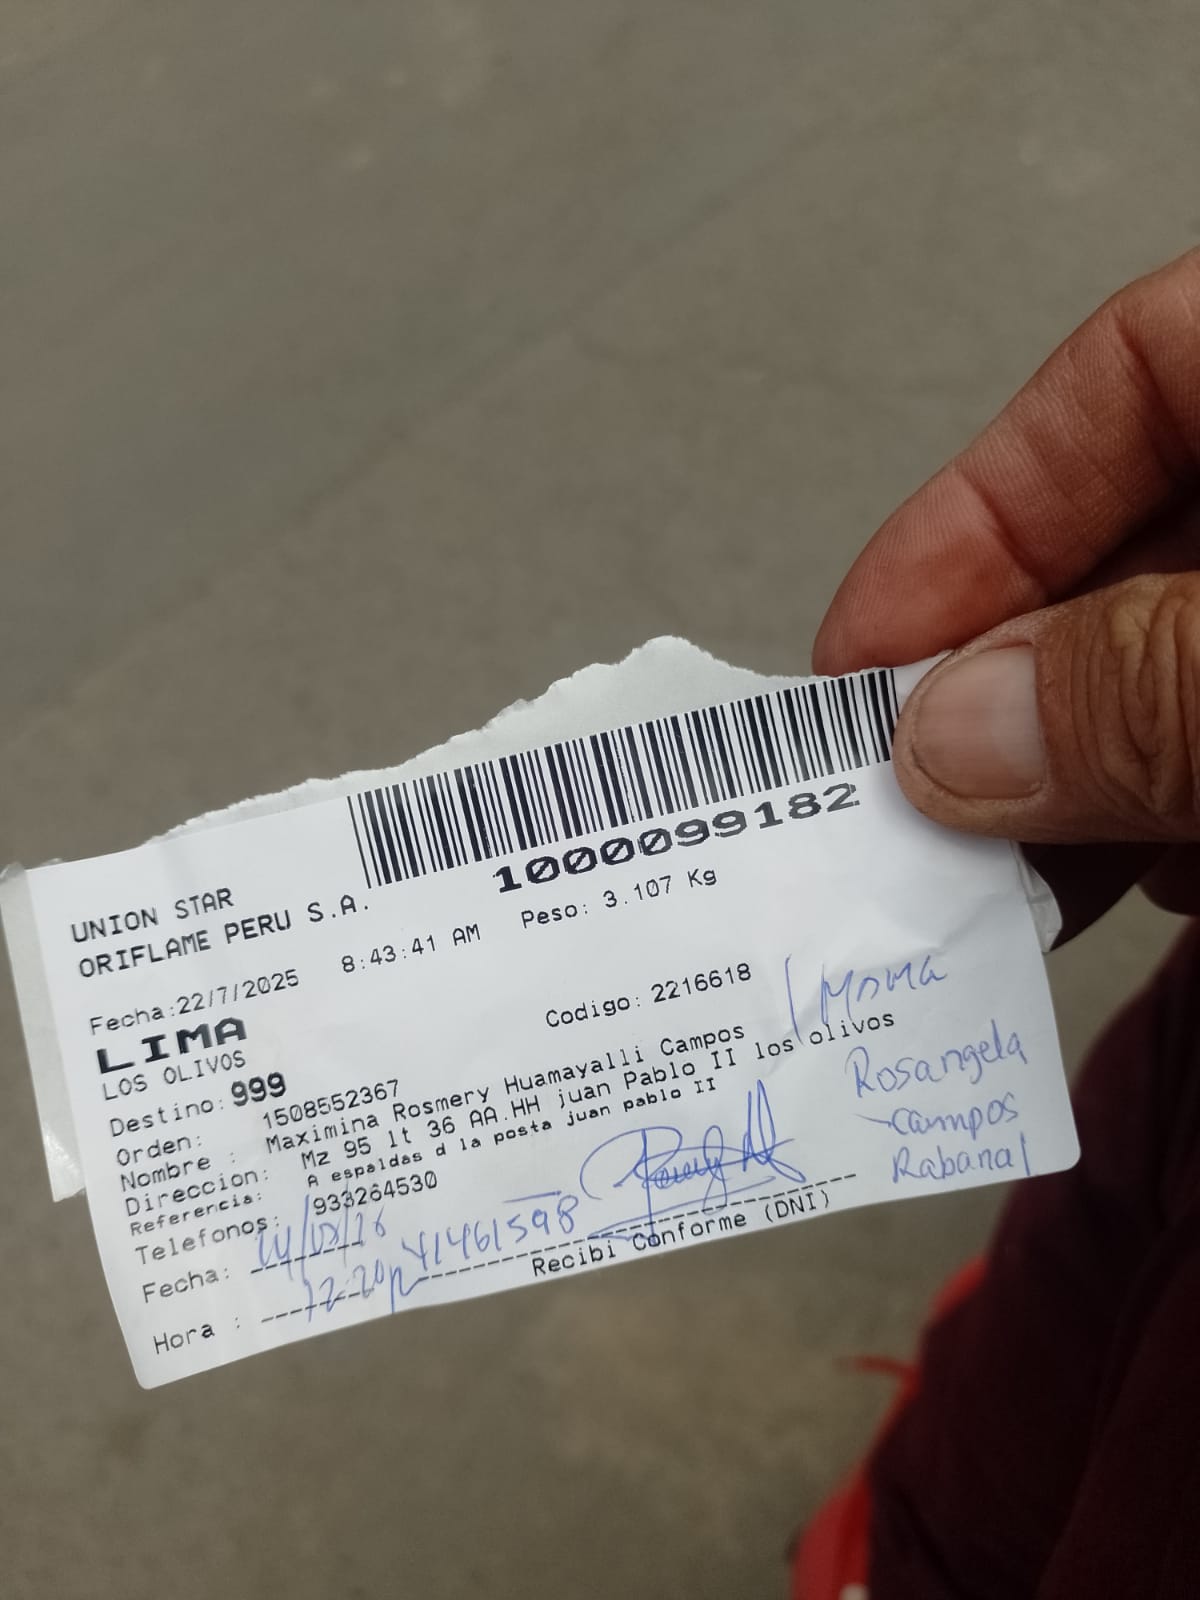 1000099182
UNION STAR
ORIFLAME PERU S.A.
Fecha:22/7/2025 8:43:41 AM Peso: 3.107 Kg
LIMA
LOS OLIVOS
Codigo: 2216618
Destino: 999
Orden: 1508552367
Nombre : Maximina Rosmery Huamayalli Campos
Direccion: Mz 95 lt 36 AA.HH juan Pablo II los olivos
Referencia: A espaldas d la posta juan pablo II
Telefonos: 933264530
Fecha:
Hora : 12:20p 41461598
Recibi Conforme (DNI)
Rosangela
Campos
Rabanal